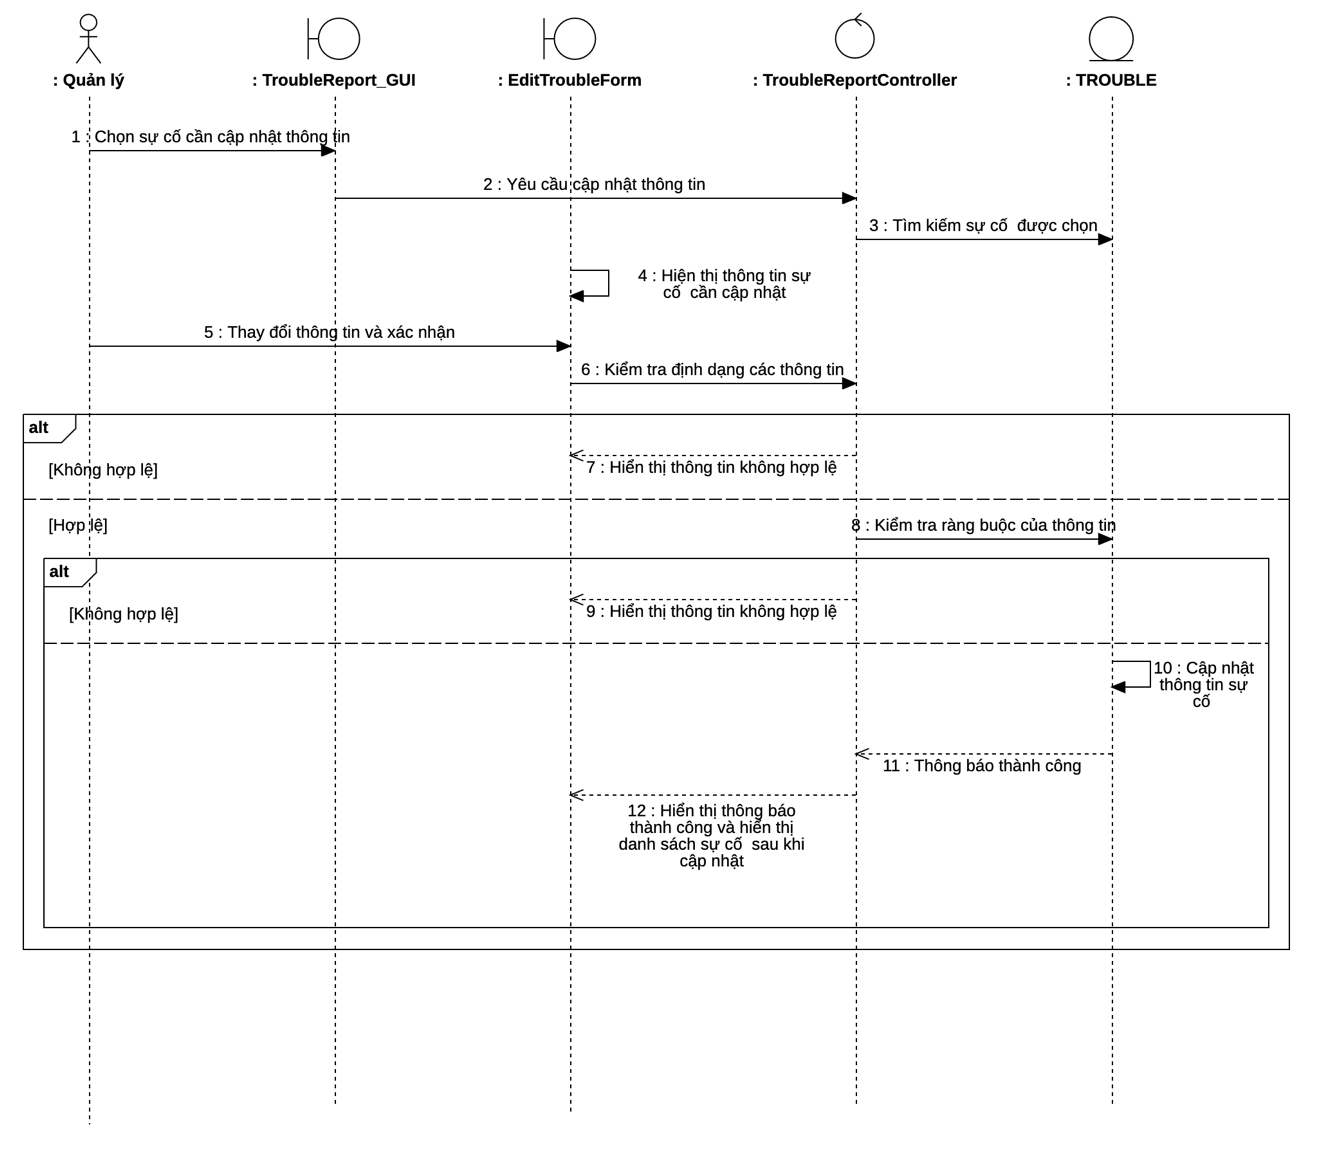 : Quản lý
: TroubleReport_GUI
: EditTroubleForm
: TroubleReportController
: TROUBLE
1 : Chọn sự cố cần cập nhật thông tin
2 : Yêu cầu cập nhật thông tin
3 : Tìm kiếm sự cố  được chọn
4 : Hiện thị thông tin sự
cố  cần cập nhật
5 : Thay đổi thông tin và xác nhận
6 : Kiểm tra định dạng các thông tin
alt
[Không hợp lệ]
7 : Hiển thị thông tin không hợp lệ
[Hợp lệ]
8 : Kiểm tra ràng buộc của thông tin
alt
[Không hợp lệ]
9 : Hiển thị thông tin không hợp lệ
10 : Cập nhật
thông tin sự
cố
11 : Thông báo thành công
12 : Hiển thị thông báo
thành công và hiển thị
danh sách sự cố  sau khi
cập nhật